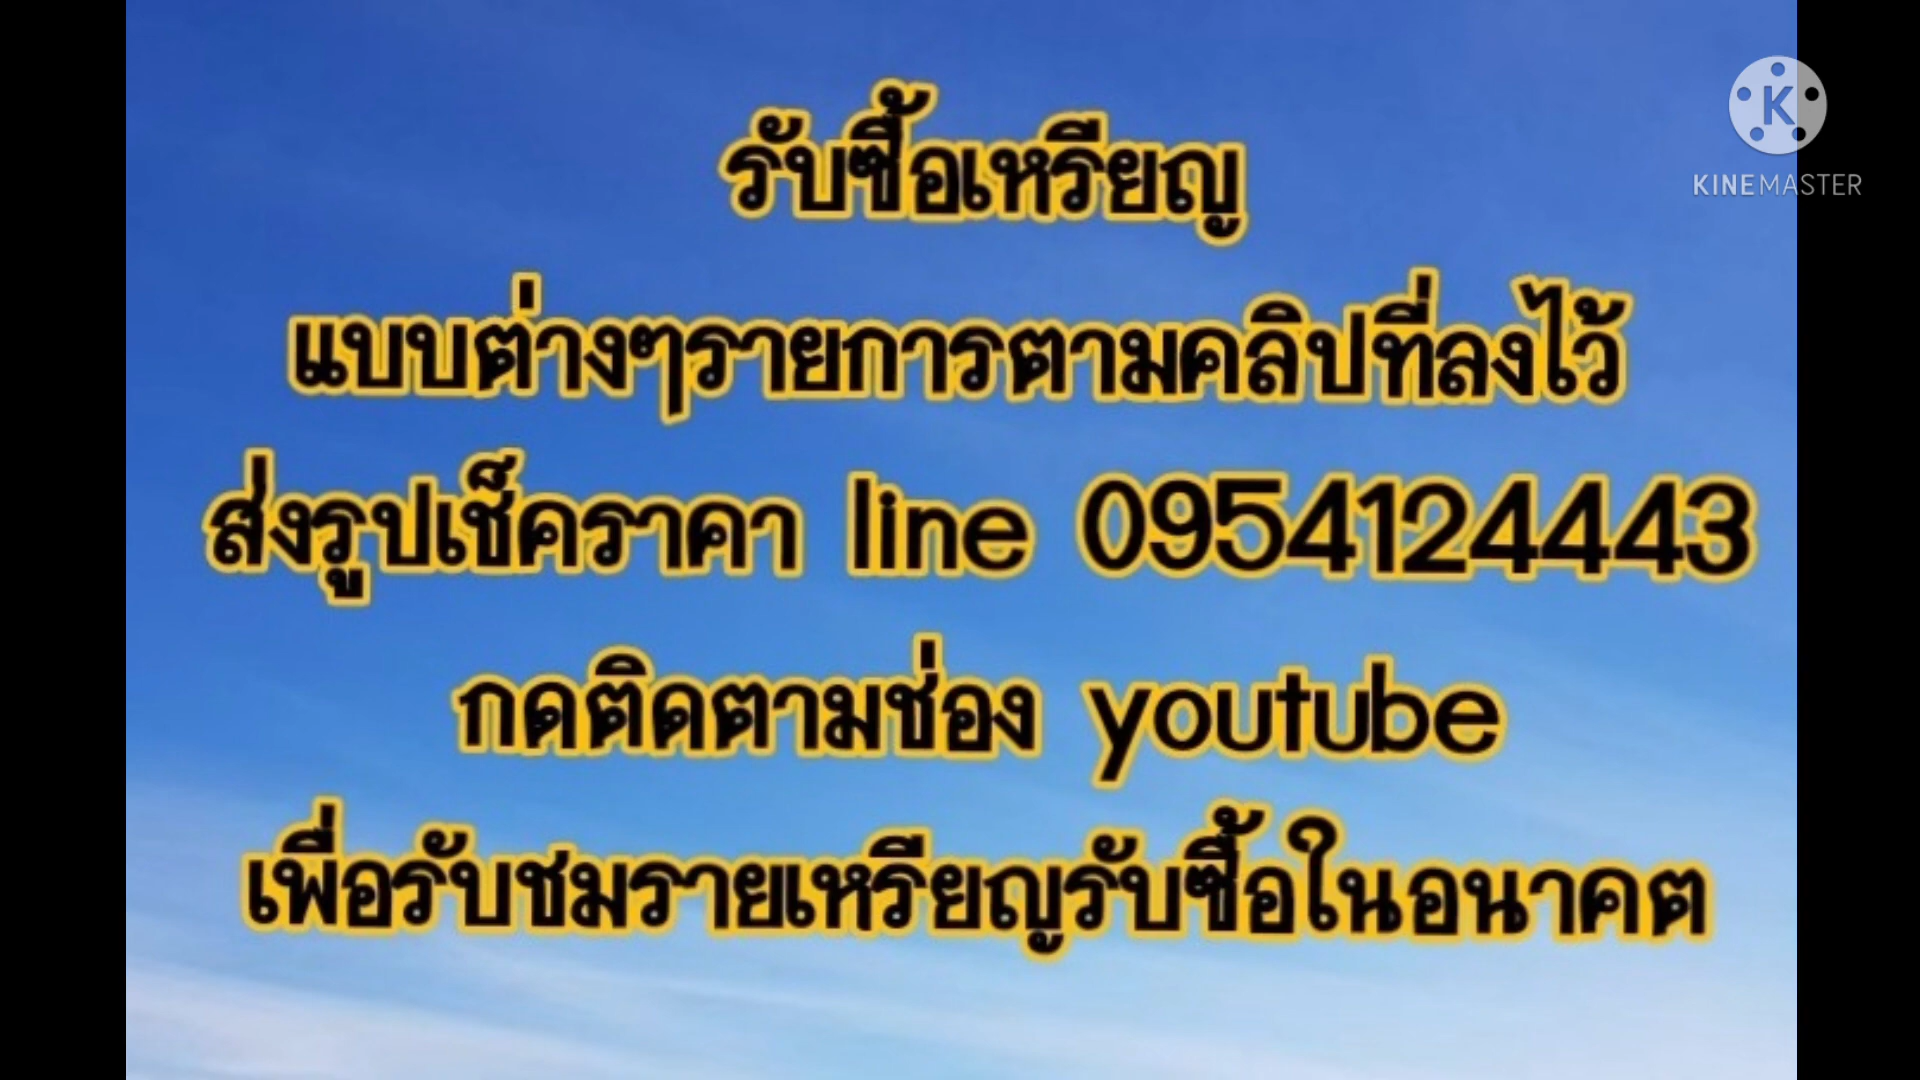 รับซื้อเหรียญ
แบบต่างๆรายการตามคลิปที่ลงไว้
ส่งรูปเช็คราคา line 0954124443
กดติดตามช่อง youtube
เพื่อรับชมรายเหรียญรับซื้อในอนาคต
K
KINEMASTER